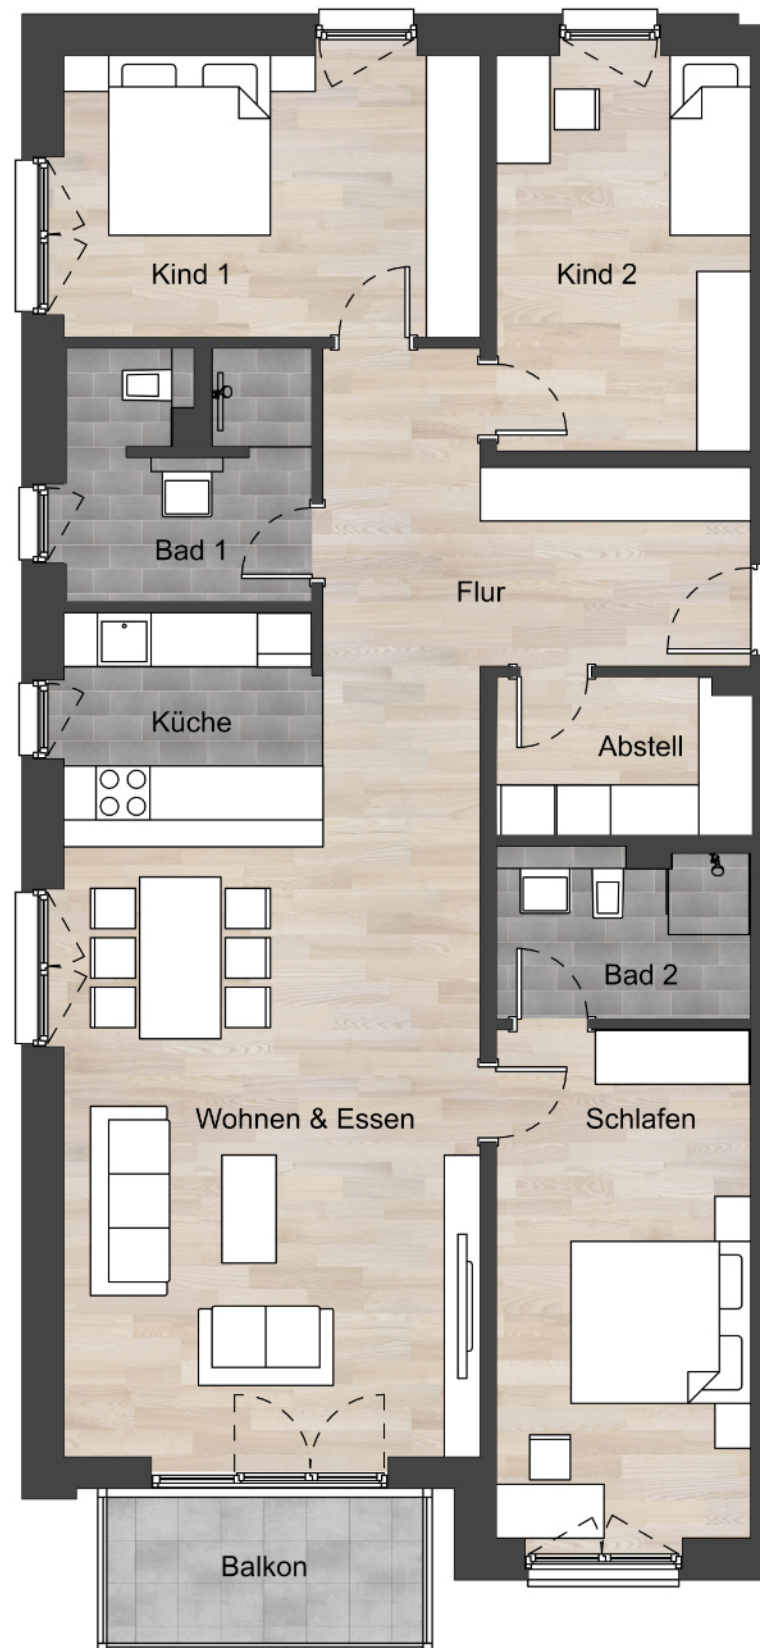 Kind 1
Kind 2
Bad 1
Flur
Küche
Abstell
Bad 2
Wohnen & Essen
Schlafen
Balkon